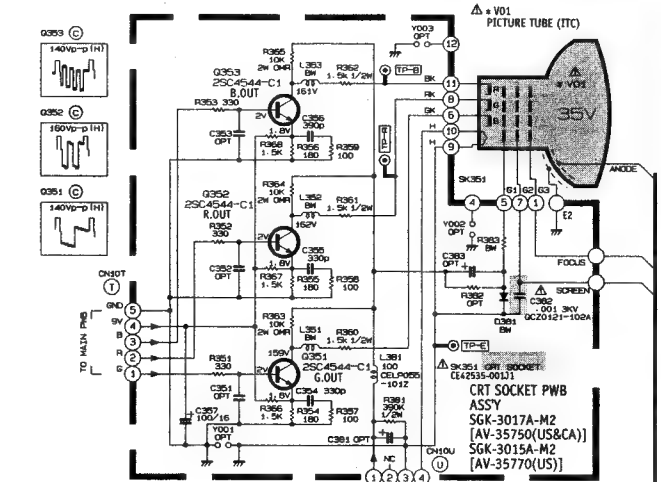 Q353 (C)
140Vp-p(H)
Q352 (C)
160Vp-p(H)
Q351 (C)
140Vp-p(H)
⚠ * V01
PICTURE TUBE (ITC)
Y003
OPT
12
R365
10K
2W OMR
L353
BW
R362
1.5k 1/2W
TP-B
161V
Q353
2SC4544-C1
B.OUT
R353 330
2V
C353
OPT
1.8V
R368
1.5K
C356
390p
R356
180
R359
100
TP-R
BK
11
RK
8
GK
6
H
10
H
9
R
G
B
⚠
* V01
35V
ANODE
SK351
G1
G2
G3
4
5
7
1
E2
R364
10K
2W OMR
L352
BW
R361
1.5k 1/2W
162V
Q352
2SC4544-C1
R.OUT
R352
330
2V
C352
OPT
1.8V
R367
1.5K
C355
330p
R355
180
R358
100
Y002
OPT
R383
BW
C383
OPT
R382
OPT
D381
BW
FOCUS
SCREEN
⚠
C382
.001 3KV
QCZ0121-102A
CN10T
T
TO MAIN PWB
GND
5
9V
4
B
3
R
2
G
1
R363
10K
2W OMR
L351
BW
R360
1.5k 1/2W
159V
Q351
2SC4544-C1
G.OUT
R351
330
2V
C351
OPT
1.8V
R366
1.5K
C354 330p
R354
180
R357
100
C357
100/16
Y001
OPT
L381
100
CELP055
-101Z
R381
390K
1/2W
C381 OPT
NC
1
2
3
4
CN10U
U
TP-E
⚠
SK351 CRT SOCKET
CE42535-001J1
CRT SOCKET PWB
ASS'Y
SGK-3017A-M2
[AV-35750(US&CA)]
SGK-3015A-M2
[AV-35770(US)]